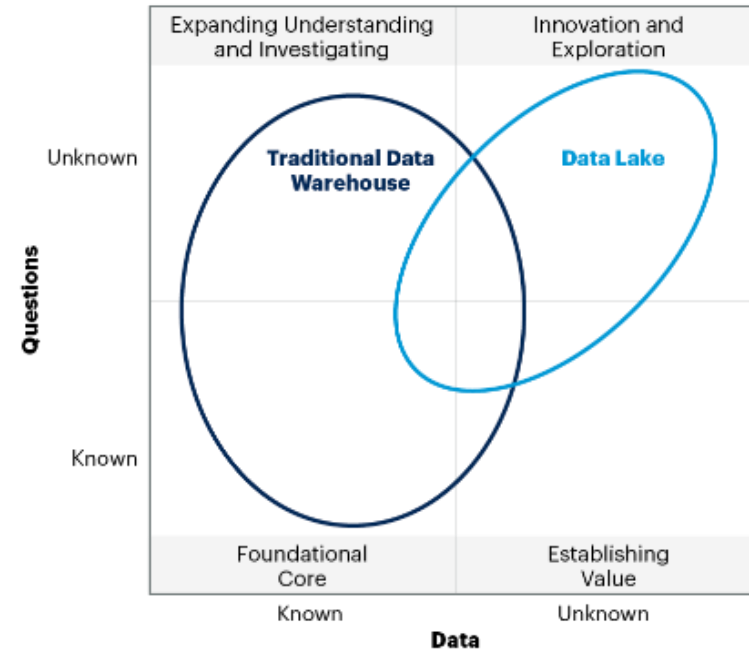 Expanding Understanding
and Investigating
Innovation and
Exploration
Unknown
Traditional Data
Warehouse
Data Lake
Questions
Known
Foundational
Core
Establishing
Value
Known
Unknown
Data